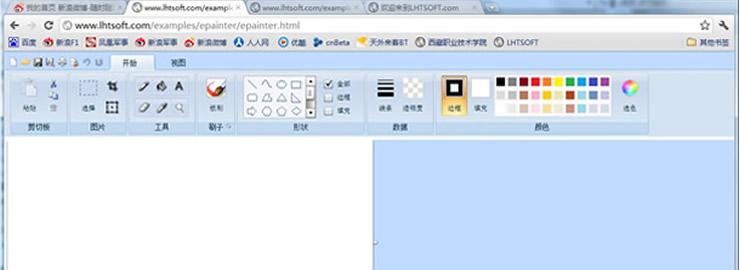 我的首页 新浪微博-随时随 www.lhtsoft.com/example www.lhtsoft.com/example 欢迎来到LHTSOFT.com
www.lhtsoft.com/examples/epainter/epainter.html
百度 新浪F1 凤凰军事 新浪军事 新浪微博 人人网 优酷 cnBeta 天外来客BT 西藏职业技术学院 LHTSOFT 其他书签
开始 视图
粘贴 选择 A 刷子 全部 边框 填充 线条 透明度 边框 填充 选色
剪切板 图片 工具 刷子 形状 数据 颜色